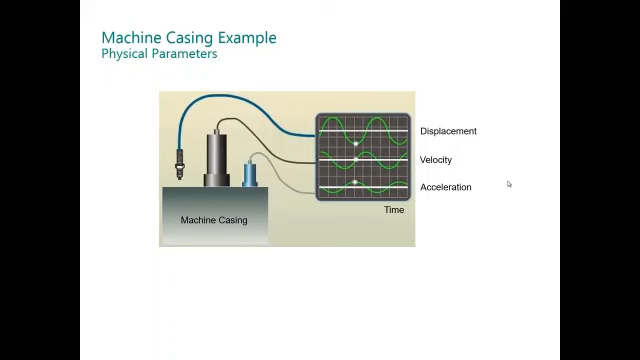 Machine Casing Example
Physical Parameters
Displacement
Velocity
Acceleration
Time
Machine Casing